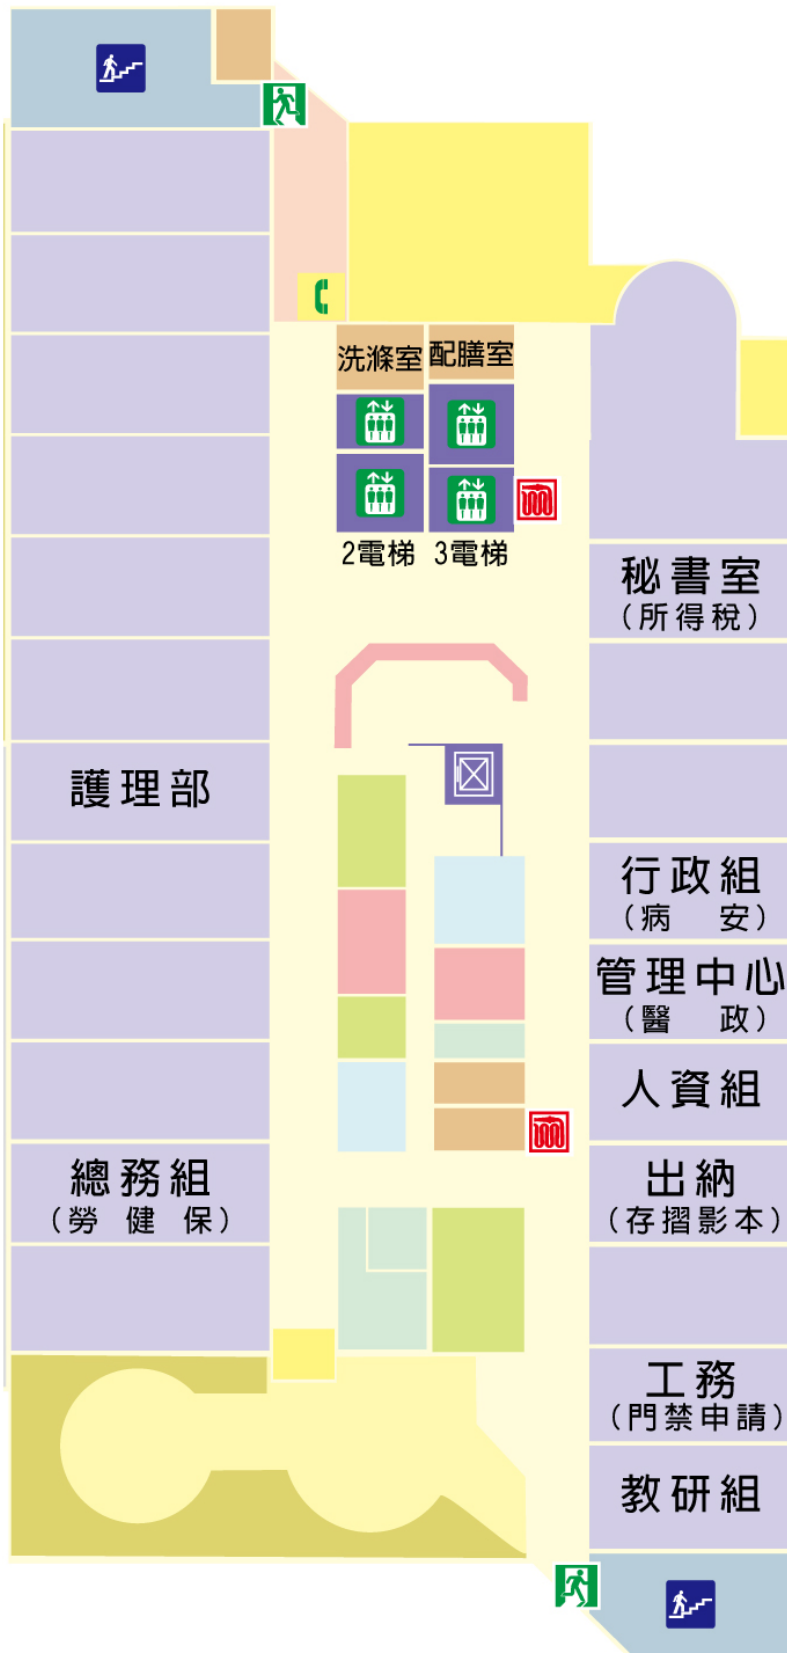 洗滌室
配膳室
2電梯
3電梯
秘書室
(所得稅)
護理部
行政組
(病　安)
管理中心
(醫　政)
人資組
總務組
(勞健保)
出納
(存摺影本)
工務
(門禁申請)
教研組